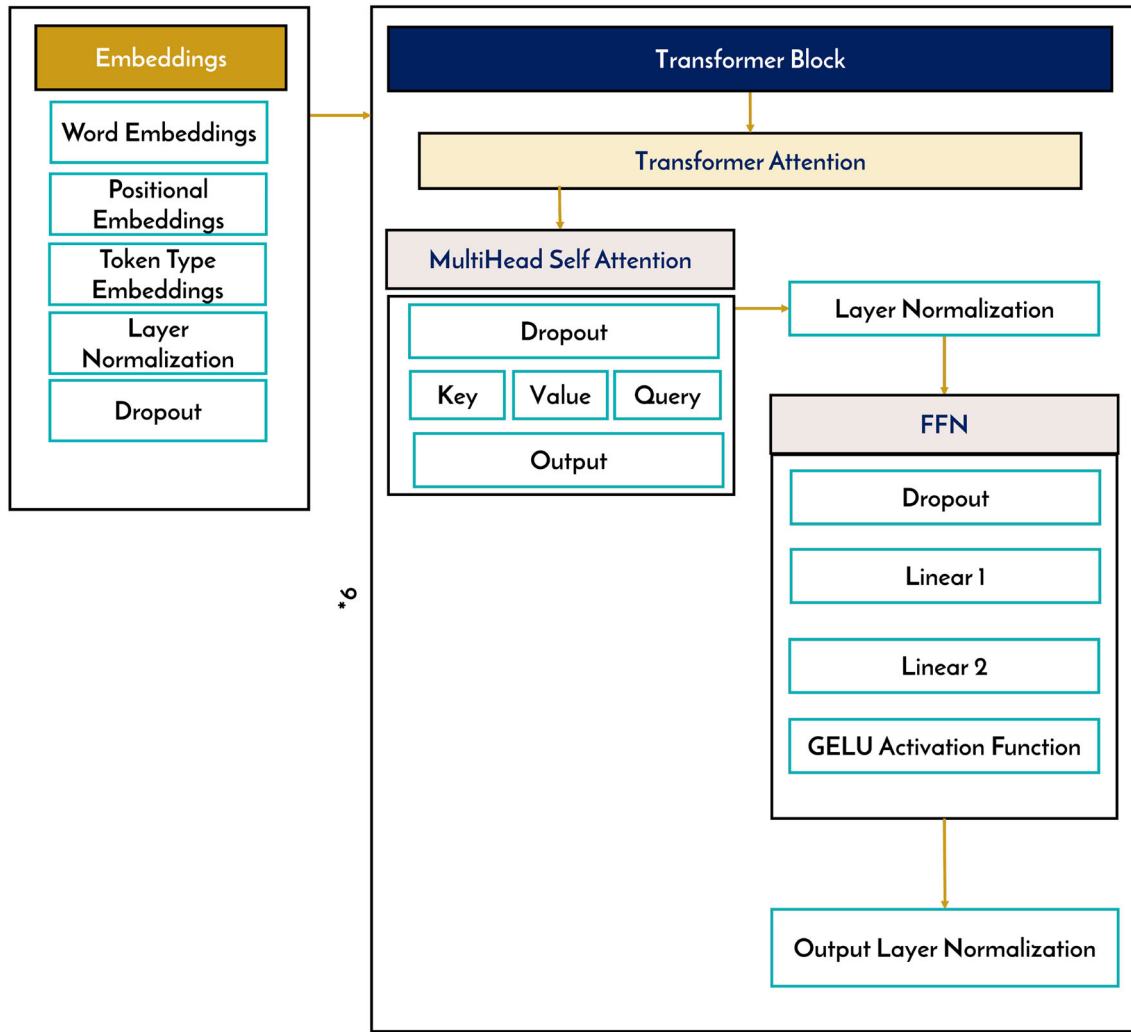 Embeddings
Word Embeddings
Positional
Embeddings
Token Type
Embeddings
Layer
Normalization
Dropout
*6
Transformer Block
Transformer Attention
MultiHead Self Attention
Dropout
Key
Value
Query
Output
Layer Normalization
FFN
Dropout
Linear 1
Linear 2
GELU Activation Function
Output Layer Normalization